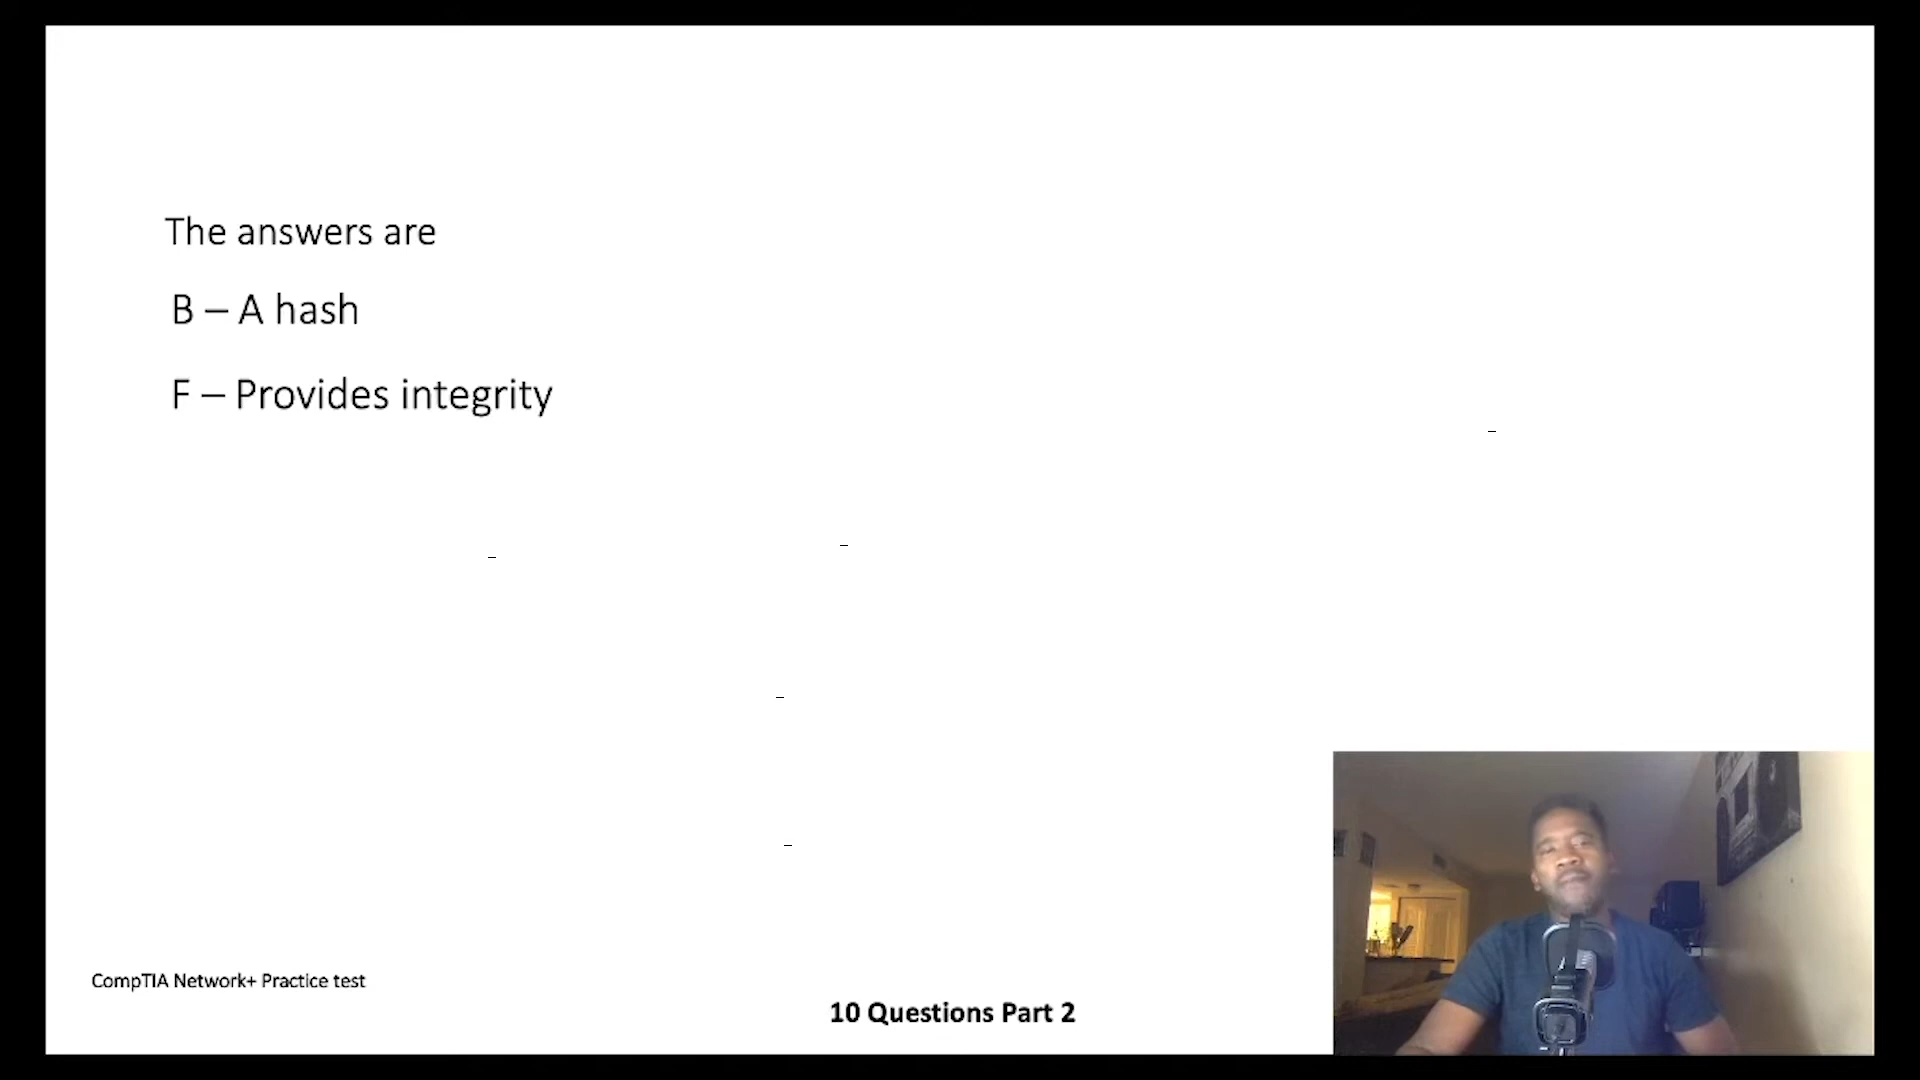 The answers are
B – A hash
F – Provides integrity
CompTIA Network+ Practice test
10 Questions Part 2